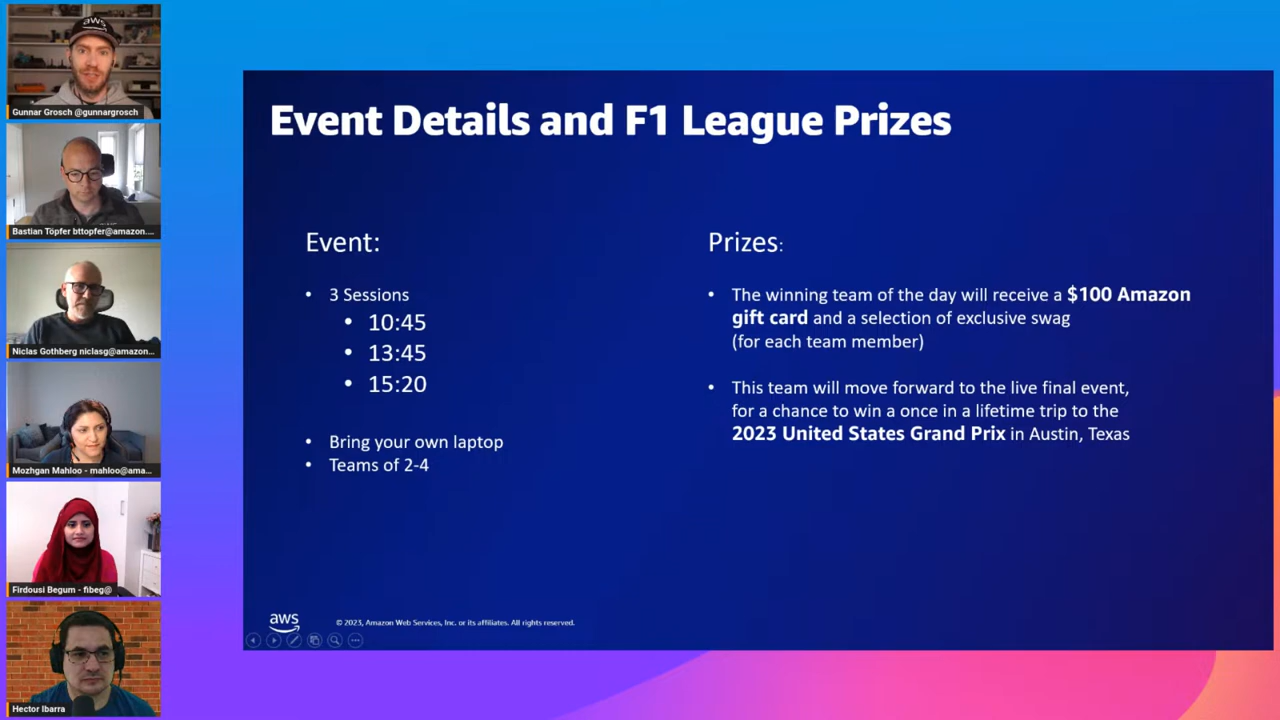 aws
Gunnar Grosch @gunnargrosch
Bastian Töpfer bttopfer@amazon....
Niclas Gothberg niclasg@amazon...
Mozhgan Mahloo - mahloo@ama...
Firdousi Begum - fibeg@
Hector Ibarra
Event Details and F1 League Prizes
Event:
• 3 Sessions
• 10:45
• 13:45
• 15:20
• Bring your own laptop
• Teams of 2-4
Prizes:
• The winning team of the day will receive a $100 Amazon
gift card and a selection of exclusive swag
(for each team member)
• This team will move forward to the live final event,
for a chance to win a once in a lifetime trip to the
2023 United States Grand Prix in Austin, Texas
aws
© 2023, Amazon Web Services, Inc. or its affiliates. All rights reserved.